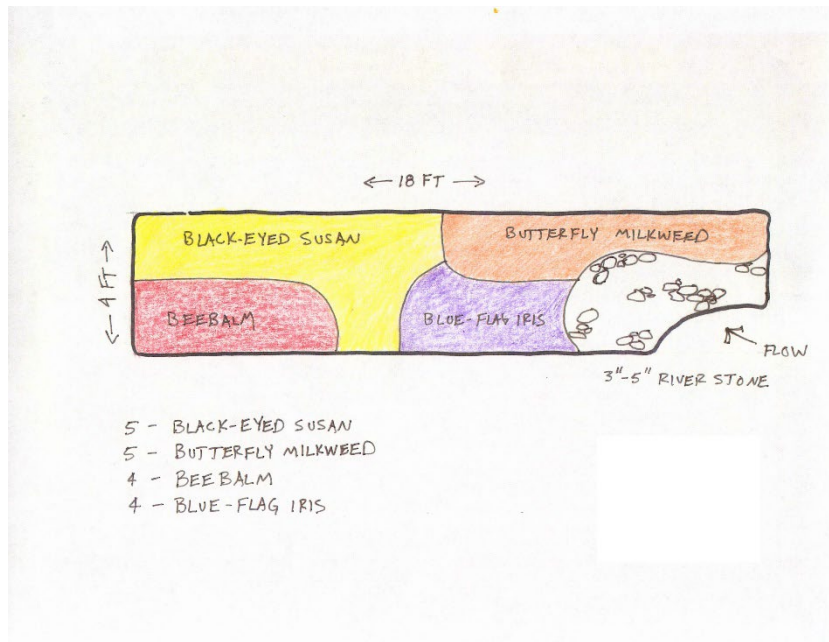 ← 18 FT →
BLACK-EYED SUSAN
BUTTERFLY MILKWEED
← 4 FT →
BEEBALM
BLUE-FLAG IRIS
FLOW
3"-5" RIVER STONE
5 - BLACK-EYED SUSAN
5 - BUTTERFLY MILKWEED
4 - BEEBALM
4 - BLUE-FLAG IRIS